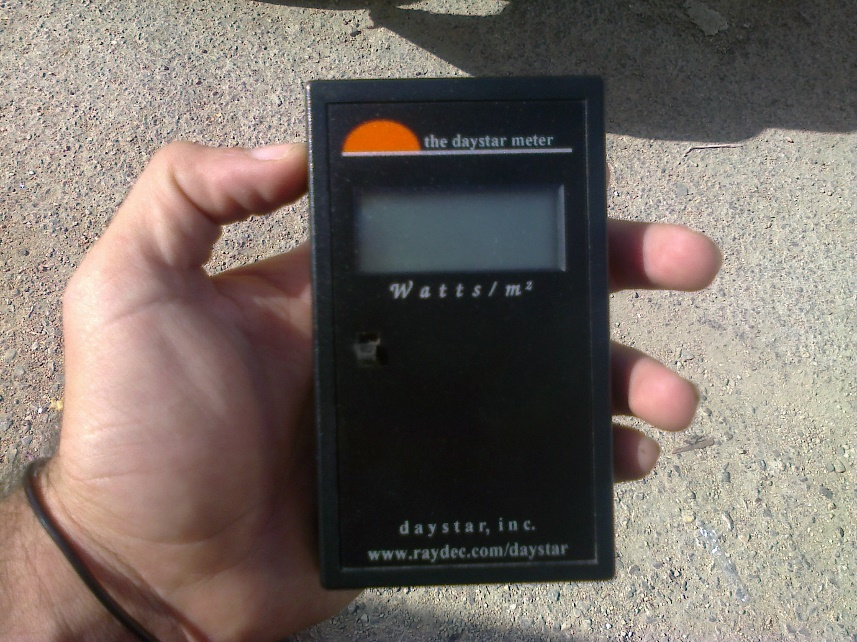 the daystar meter
Watts/m²
daystar, inc.
www.raydec.com/daystar